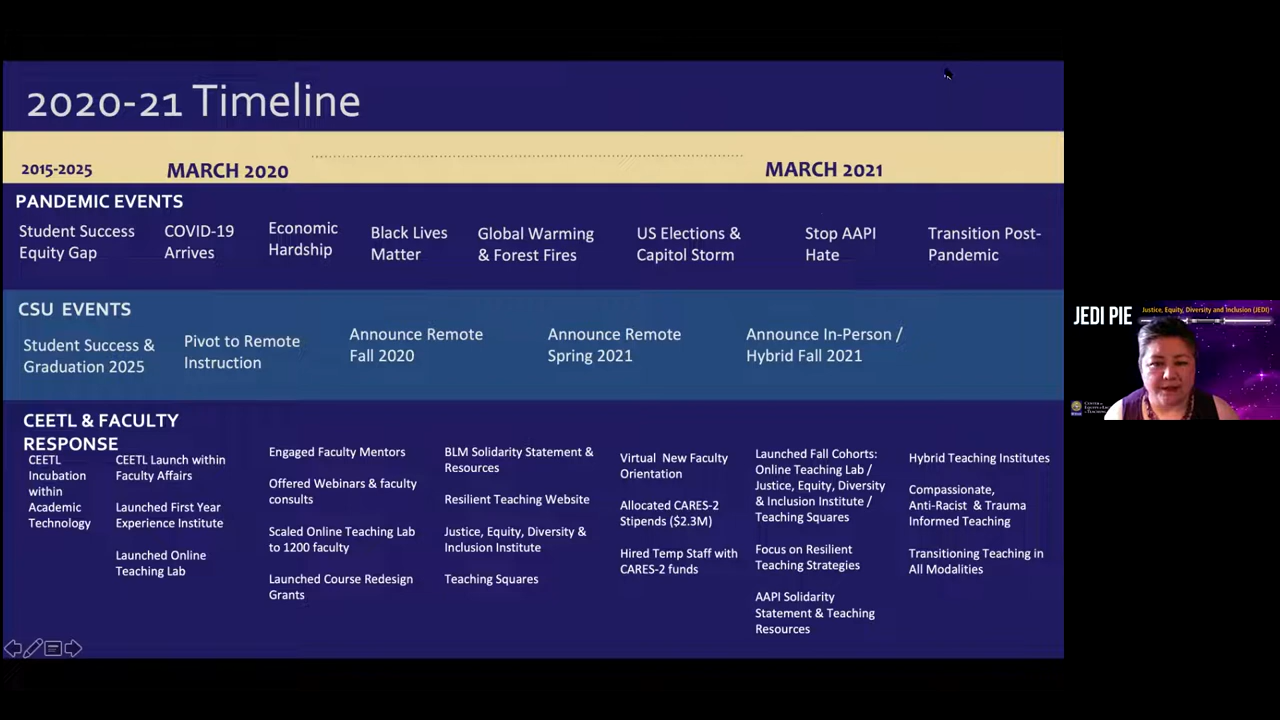 2020-21 Timeline
2015-2025
MARCH 2020
MARCH 2021
PANDEMIC EVENTS
Student Success
Equity Gap
COVID-19
Arrives
Economic
Hardship
Black Lives
Matter
Global Warming
& Forest Fires
US Elections &
Capitol Storm
Stop AAPI
Hate
Transition Post-
Pandemic
CSU EVENTS
Student Success &
Graduation 2025
Pivot to Remote
Instruction
Announce Remote
Fall 2020
Announce Remote
Spring 2021
Announce In-Person /
Hybrid Fall 2021
CEETL & FACULTY
RESPONSE
CEETL
Incubation
within
Academic
Technology
CEETL Launch within
Faculty Affairs
Launched First Year
Experience Institute
Launched Online
Teaching Lab
Engaged Faculty Mentors
Offered Webinars & faculty
consults
Scaled Online Teaching Lab
to 1200 faculty
Launched Course Redesign
Grants
BLM Solidarity Statement &
Resources
Resilient Teaching Website
Justice, Equity, Diversity &
Inclusion Institute
Teaching Squares
Virtual New Faculty
Orientation
Allocated CARES-2
Stipends ($2.3M)
Hired Temp Staff with
CARES-2 funds
Launched Fall Cohorts:
Online Teaching Lab /
Justice, Equity, Diversity
& Inclusion Institute /
Teaching Squares
Focus on Resilient
Teaching Strategies
AAPI Solidarity
Statement & Teaching
Resources
Hybrid Teaching Institutes
Compassionate,
Anti-Racist & Trauma
Informed Teaching
Transitioning Teaching in
All Modalities
JEDI PIE
Justice, Equity, Diversity and Inclusion (JEDI)